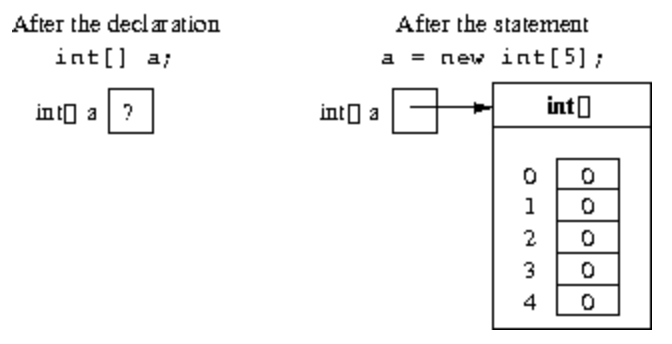 After the declaration
int[] a;
int[] a ?
After the statement
a = new int[5];
int[] a
int[]
0 0
1 0
2 0
3 0
4 0